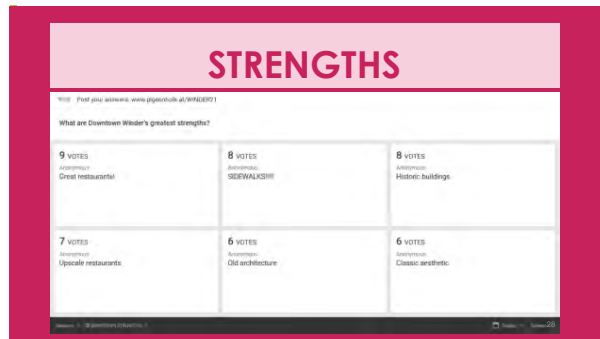 STRENGTHS
Post your answers: www.pigeonhole.at/WINDER21
What are Downtown Winder's greatest strengths?
9 VOTES
Anonymous
Great restaurants!
8 VOTES
Anonymous
SIDEWALKS!!!!
8 VOTES
Anonymous
Historic buildings
7 VOTES
Anonymous
Upscale restaurants
6 VOTES
Anonymous
Old architecture
6 VOTES
Anonymous
Classic aesthetic
28